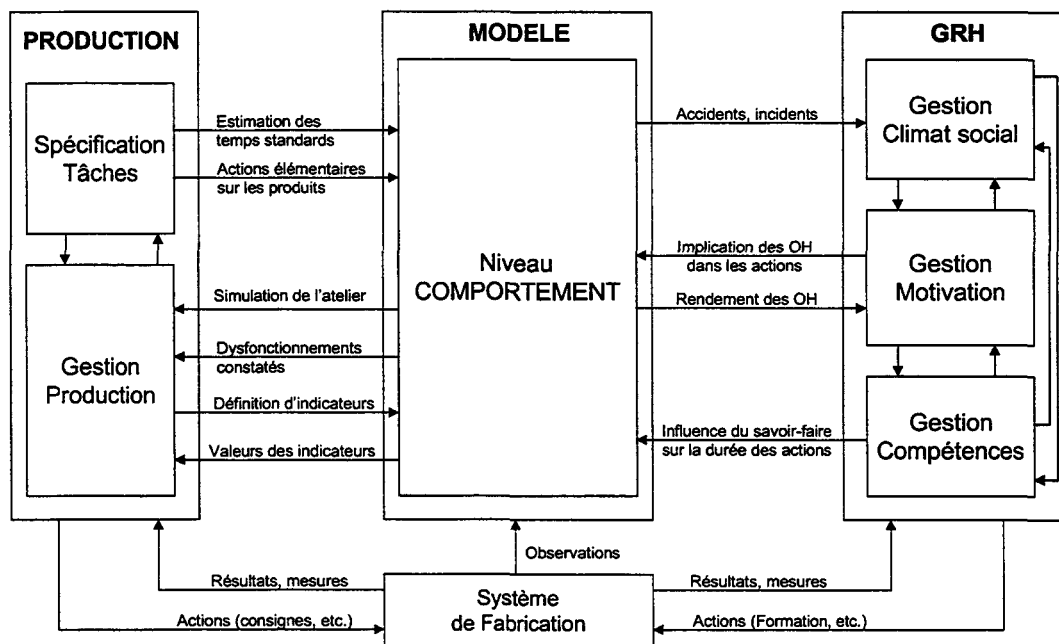 PRODUCTION
Spécification
Tâches
Gestion
Production
Estimation des
temps standards
Actions élémentaires
sur les produits
Simulation de l'atelier
Dysfonctionnements
constatés
Définition d'indicateurs
Valeurs des indicateurs
MODELE
Niveau
COMPORTEMENT
Accidents, incidents
Implication des OH
dans les actions
Rendement des OH
Influence du savoir-faire
sur la durée des actions
GRH
Gestion
Climat social
Gestion
Motivation
Gestion
Compétences
Observations
Résultats, mesures
Actions (consignes, etc.)
Système
de Fabrication
Résultats, mesures
Actions (Formation, etc.)